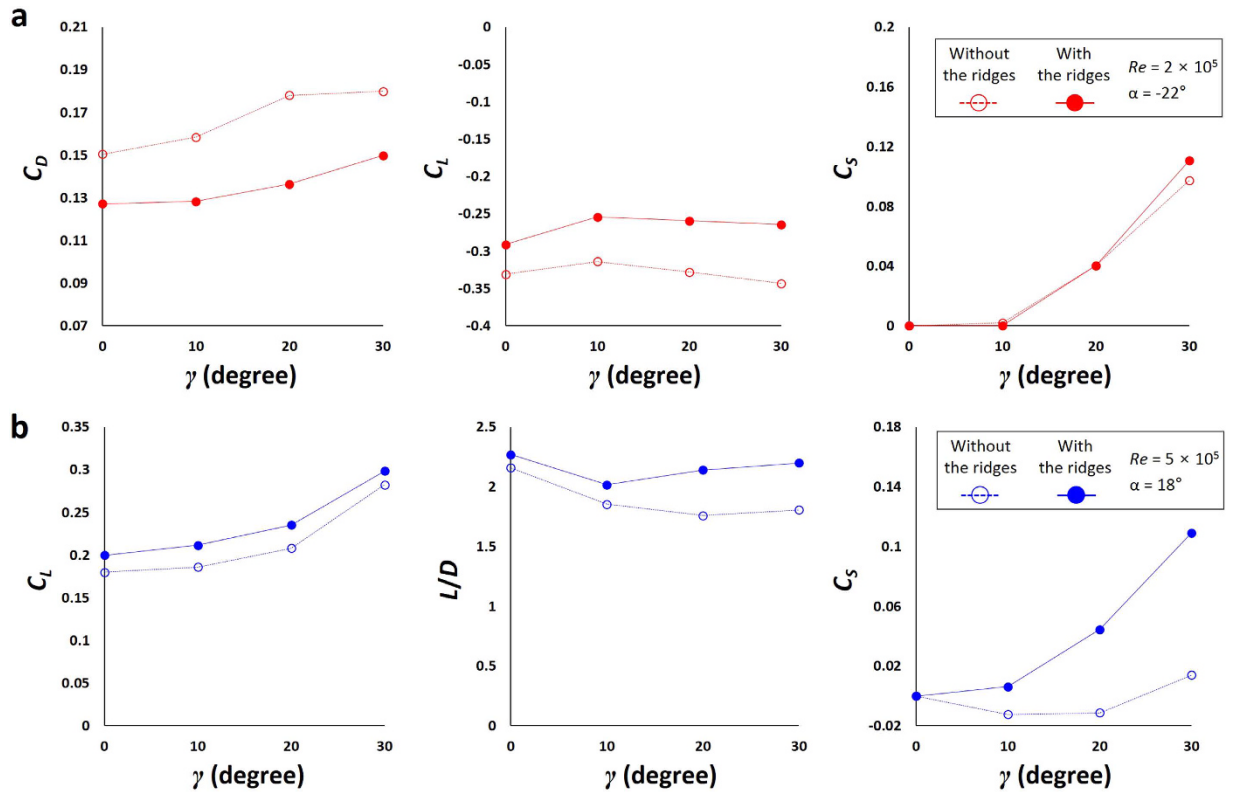 a
0.21
0.19
0.17
0.15
0.13
0.11
0.09
0.07
C_D
0
10
20
30
γ (degree)
0
-0.05
-0.1
-0.15
-0.2
-0.25
-0.3
-0.35
-0.4
C_L
0
10
20
30
γ (degree)
0.2
0.16
0.12
0.08
0.04
0
C_S
0
10
20
30
γ (degree)
Without
the ridges
With
the ridges
Re = 2 × 10⁵
α = -22°
b
0.35
0.3
0.25
0.2
0.15
0.1
0.05
0
C_L
0
10
20
30
γ (degree)
2.5
2
1.5
1
0.5
0
L/D
0
10
20
30
γ (degree)
0.18
0.14
0.1
0.06
0.02
-0.02
C_S
0
10
20
30
γ (degree)
Without
the ridges
With
the ridges
Re = 5 × 10⁵
α = 18°